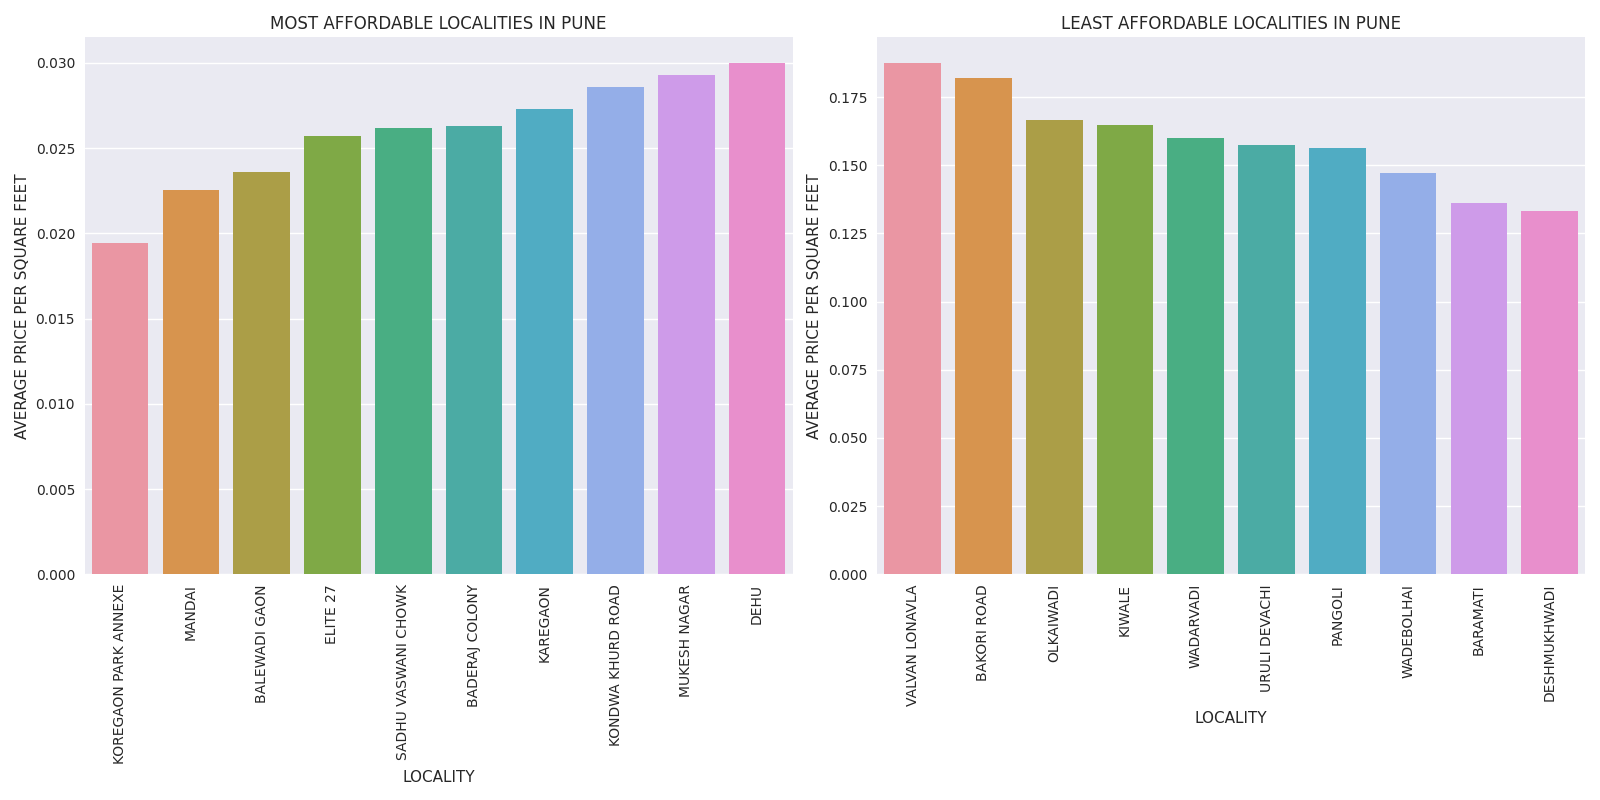 MOST AFFORDABLE LOCALITIES IN PUNE
AVERAGE PRICE PER SQUARE FEET
0.030
0.025
0.020
0.015
0.010
0.005
0.000
KOREGAON PARK ANNEXE
MANDAI
BALEWADI GAON
ELITE 27
SADHU VASWANI CHOWK
BADERAJ COLONY
KAREGAON
KONDWA KHURD ROAD
MUKESH NAGAR
DEHU
LOCALITY
LEAST AFFORDABLE LOCALITIES IN PUNE
AVERAGE PRICE PER SQUARE FEET
0.175
0.150
0.125
0.100
0.075
0.050
0.025
0.000
VALVAN LONAVLA
BAKORI ROAD
OLKAIWADI
KIWALE
WADARVADI
URULI DEVACHI
PANGOLI
WADEBOLHAI
BARAMATI
DESHMUKHWADI
LOCALITY